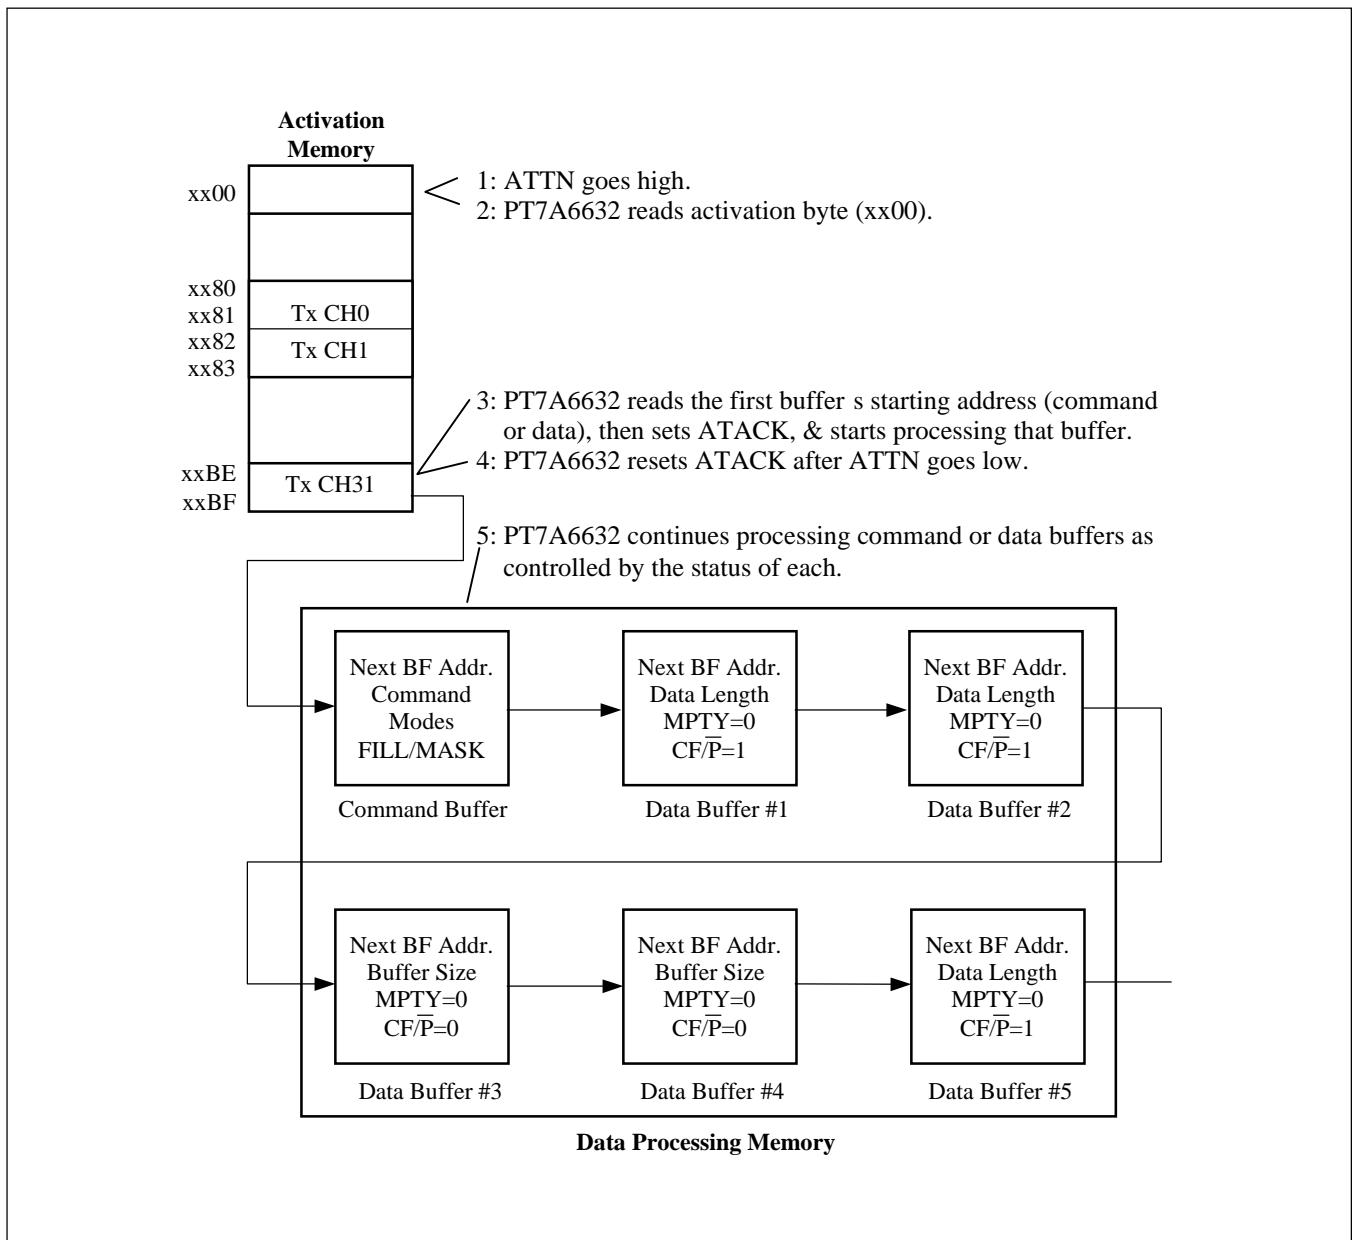 Activation
Memory
xx00
1: ATTN goes high.
2: PT7A6632 reads activation byte (xx00).
xx80
xx81
Tx CH0
xx82
Tx CH1
xx83
3: PT7A6632 reads the first buffer s starting address (command
or data), then sets ATACK, & starts processing that buffer.
4: PT7A6632 resets ATACK after ATTN goes low.
xxBE
Tx CH31
xxBF
5: PT7A6632 continues processing command or data buffers as
controlled by the status of each.
Next BF Addr.
Command
Modes
FILL/MASK
Command Buffer
Next BF Addr.
Data Length
MPTY=0
CF/P̅=1
Data Buffer #1
Next BF Addr.
Data Length
MPTY=0
CF/P̅=1
Data Buffer #2
Next BF Addr.
Buffer Size
MPTY=0
CF/P̅=0
Data Buffer #3
Next BF Addr.
Buffer Size
MPTY=0
CF/P̅=0
Data Buffer #4
Next BF Addr.
Data Length
MPTY=0
CF/P̅=1
Data Buffer #5
Data Processing Memory